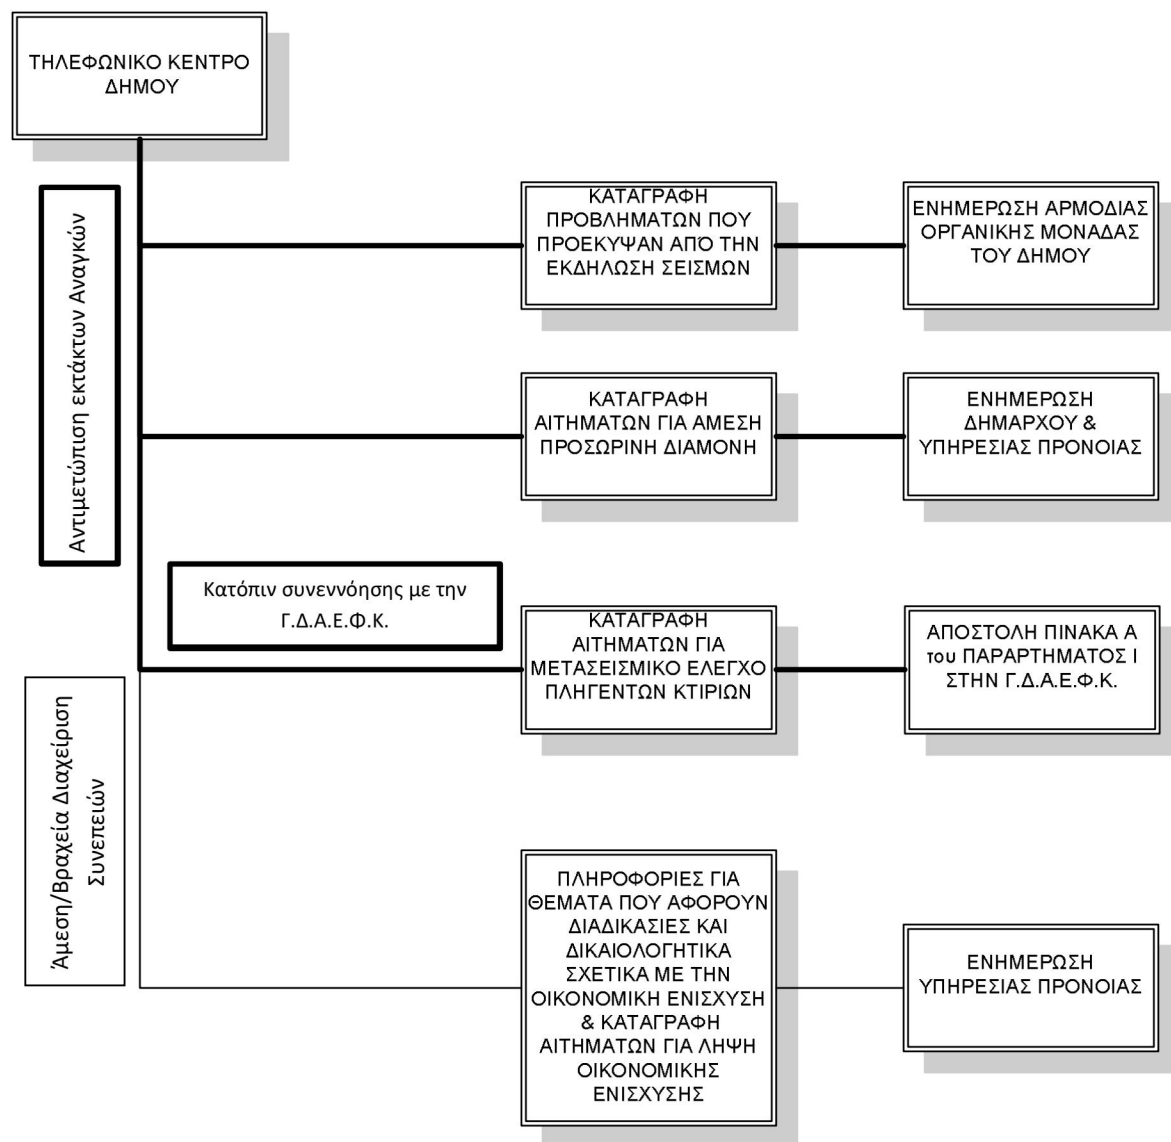 ΤΗΛΕΦΩΝΙΚΟ ΚΕΝΤΡΟ
ΔΗΜΟΥ
Αντιμετώπιση εκτάκτων Αναγκών
ΚΑΤΑΓΡΑΦΗ
ΠΡΟΒΛΗΜΑΤΩΝ ΠΟΥ
ΠΡΟΕΚΥΨΑΝ ΑΠΌ ΤΗΝ
ΕΚΔΗΛΩΣΗ ΣΕΙΣΜΩΝ
ΕΝΗΜΕΡΩΣΗ ΑΡΜΟΔΙΑΣ
ΟΡΓΑΝΙΚΗΣ ΜΟΝΑΔΑΣ
ΤΟΥ ΔΗΜΟΥ
ΚΑΤΑΓΡΑΦΗ
ΑΙΤΗΜΑΤΩΝ ΓΙΑ ΑΜΕΣΗ
ΠΡΟΣΩΡΙΝΗ ΔΙΑΜΟΝΗ
ΕΝΗΜΕΡΩΣΗ
ΔΗΜΑΡΧΟΥ &
ΥΠΗΡΕΣΙΑΣ ΠΡΟΝΟΙΑΣ
Κατόπιν συνεννόησης με την
Γ.Δ.Α.Ε.Φ.Κ.
ΚΑΤΑΓΡΑΦΗ
ΑΙΤΗΜΑΤΩΝ ΓΙΑ
ΜΕΤΑΣΕΙΣΜΙΚΟ ΕΛΕΓΧΟ
ΠΛΗΓΕΝΤΩΝ ΚΤΙΡΙΩΝ
ΑΠΟΣΤΟΛΗ ΠΙΝΑΚΑ Α
του ΠΑΡΑΡΤΗΜΑΤΟΣ Ι
ΣΤΗΝ Γ.Δ.Α.Ε.Φ.Κ.
Άμεση/Βραχεία Διαχείριση
Συνεπειών
ΠΛΗΡΟΦΟΡΙΕΣ ΓΙΑ
ΘΕΜΑΤΑ ΠΟΥ ΑΦΟΡΟΥΝ
ΔΙΑΔΙΚΑΣΙΕΣ ΚΑΙ
ΔΙΚΑΙΟΛΟΓΗΤΙΚΑ
ΣΧΕΤΙΚΑ ΜΕ ΤΗΝ
ΟΙΚΟΝΟΜΙΚΗ ΕΝΙΣΧΥΣΗ
& ΚΑΤΑΓΡΑΦΗ
ΑΙΤΗΜΑΤΩΝ ΓΙΑ ΛΗΨΗ
ΟΙΚΟΝΟΜΙΚΗΣ
ΕΝΙΣΧΥΣΗΣ
ΕΝΗΜΕΡΩΣΗ
ΥΠΗΡΕΣΙΑΣ ΠΡΟΝΟΙΑΣ